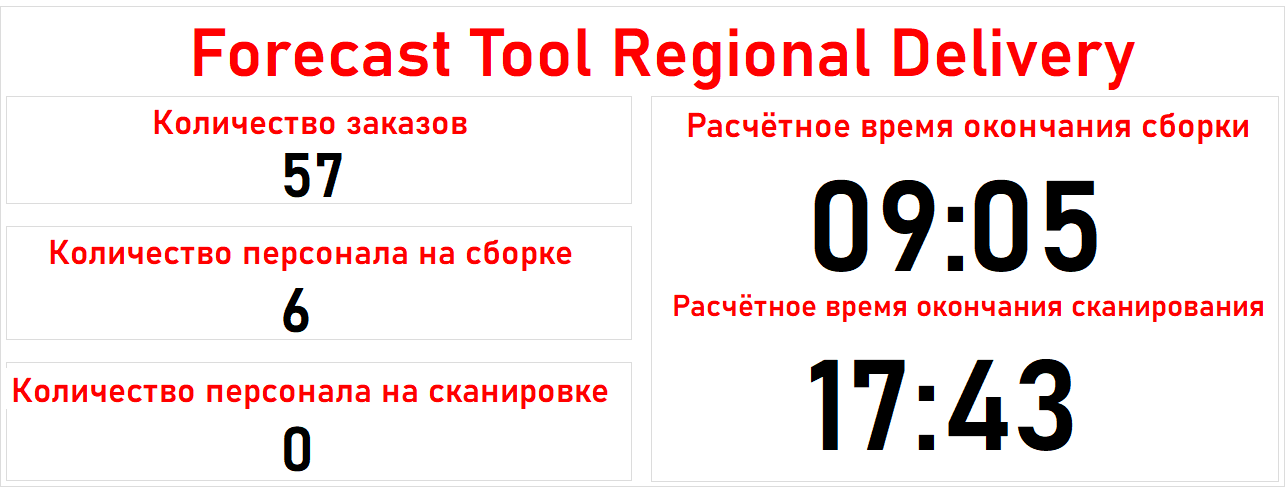 Forecast Tool Regional Delivery
Количество заказов
57
Количество персонала на сборке
6
Количество персонала на сканировке
0
Расчётное время окончания сборки
09:05
Расчётное время окончания сканирования
17:43